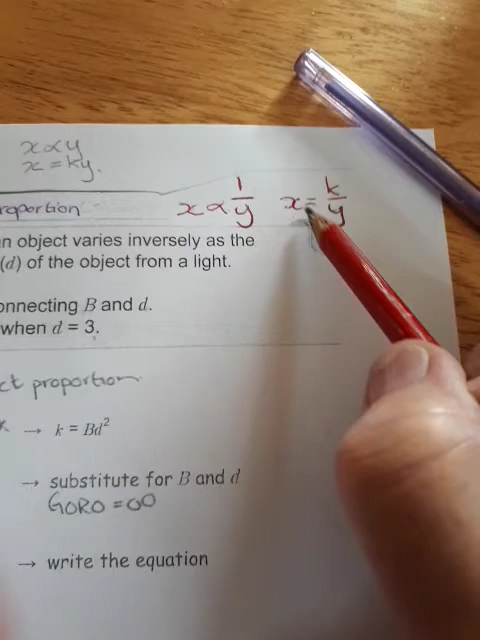 x ∝ y
x = ky.
roportion x ∝ 1/y x = k/y
n object varies inversely as the
(d) of the object from a light.
onnecting B and d.
when d = 3.
ct proportion
→ k = Bd²
→ substitute for B and d
GORO = OO
→ write the equation